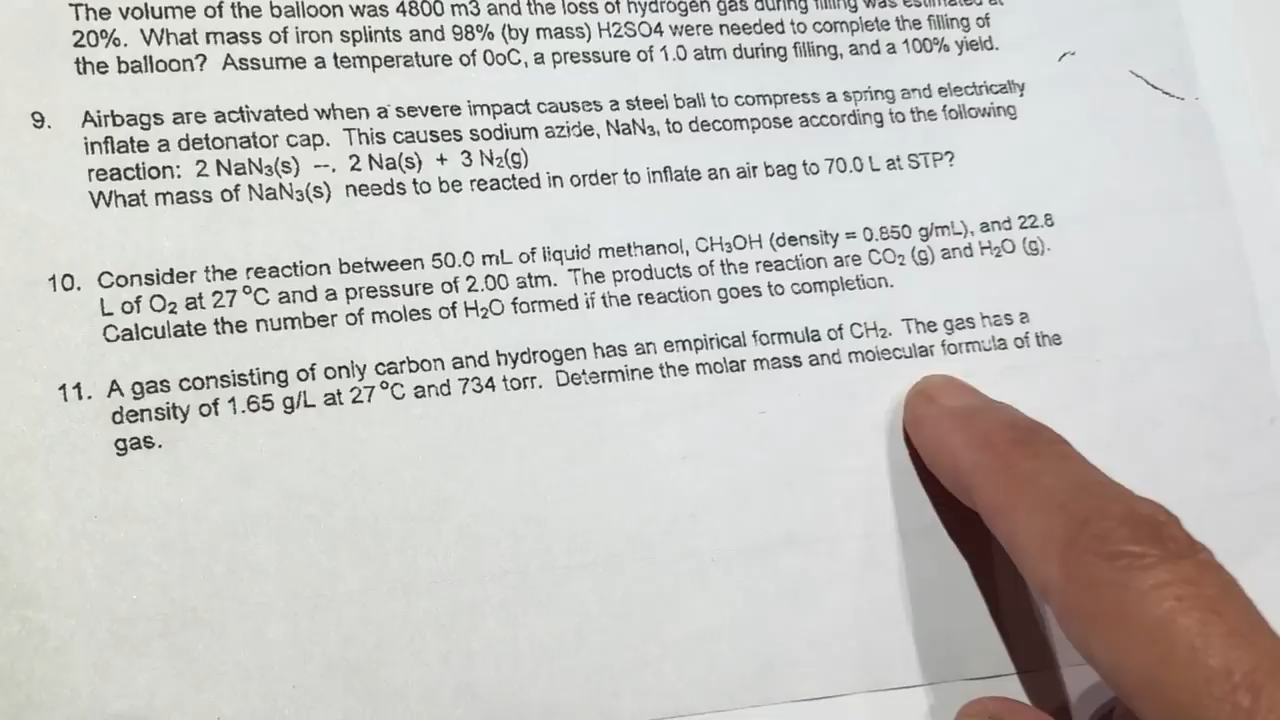 The volume of the balloon was 4800 m3 and the loss of hydrogen gas during filling was estimated at
20%. What mass of iron splints and 98% (by mass) H2SO4 were needed to complete the filling of
the balloon? Assume a temperature of 0oC, a pressure of 1.0 atm during filling, and a 100% yield.
9. Airbags are activated when a severe impact causes a steel ball to compress a spring and electrically
inflate a detonator cap. This causes sodium azide, NaN₃, to decompose according to the following
reaction: 2 NaN₃(s) --. 2 Na(s) + 3 N₂(g)
What mass of NaN₃(s) needs to be reacted in order to inflate an air bag to 70.0 L at STP?
10. Consider the reaction between 50.0 mL of liquid methanol, CH₃OH (density = 0.850 g/mL), and 22.8
L of O₂ at 27 °C and a pressure of 2.00 atm. The products of the reaction are CO₂ (g) and H₂O (g).
Calculate the number of moles of H₂O formed if the reaction goes to completion.
11. A gas consisting of only carbon and hydrogen has an empirical formula of CH₂. The gas has a
density of 1.65 g/L at 27 °C and 734 torr. Determine the molar mass and molecular formula of the
gas.